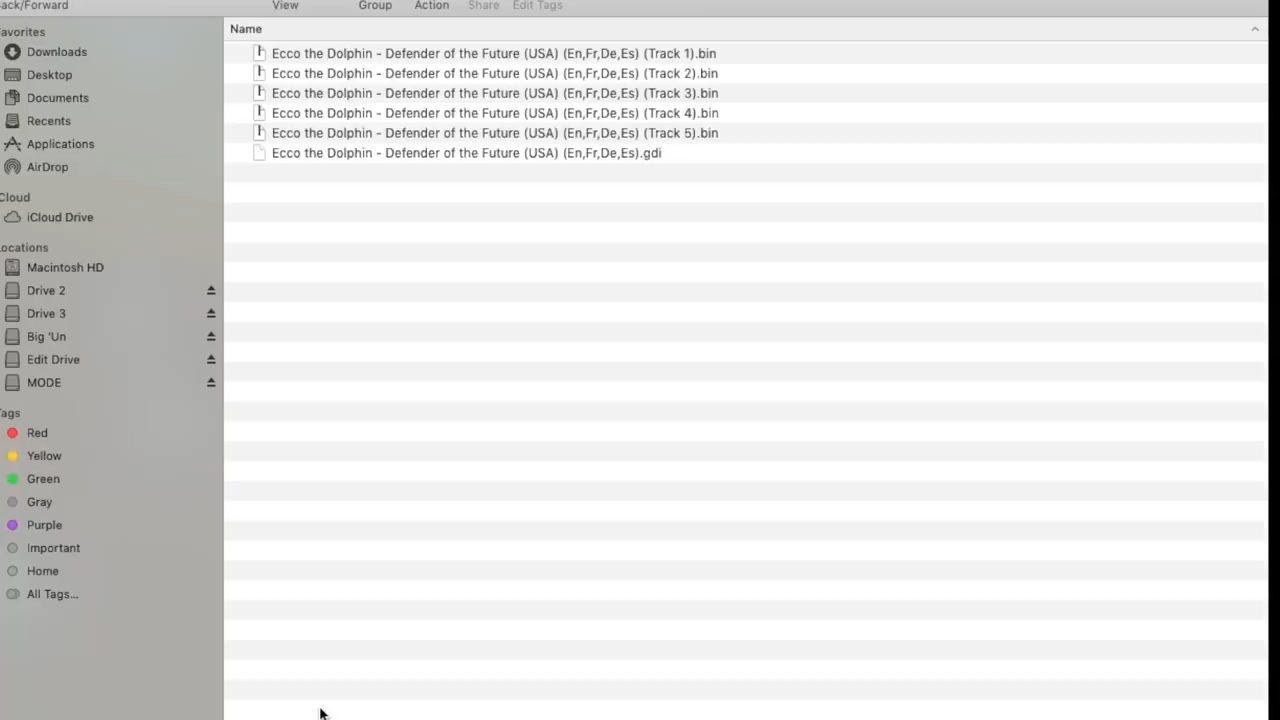 ack/Forward View Group Action Share Edit Tags
Name
avorites
Downloads
Desktop
Documents
Recents
Applications
AirDrop
Cloud
iCloud Drive
ocations
Macintosh HD
Drive 2
Drive 3
Big 'Un
Edit Drive
MODE
ags
Red
Yellow
Green
Gray
Purple
Important
Home
All Tags...
Ecco the Dolphin - Defender of the Future (USA) (En,Fr,De,Es) (Track 1).bin
Ecco the Dolphin - Defender of the Future (USA) (En,Fr,De,Es) (Track 2).bin
Ecco the Dolphin - Defender of the Future (USA) (En,Fr,De,Es) (Track 3).bin
Ecco the Dolphin - Defender of the Future (USA) (En,Fr,De,Es) (Track 4).bin
Ecco the Dolphin - Defender of the Future (USA) (En,Fr,De,Es) (Track 5).bin
Ecco the Dolphin - Defender of the Future (USA) (En,Fr,De,Es).gdi